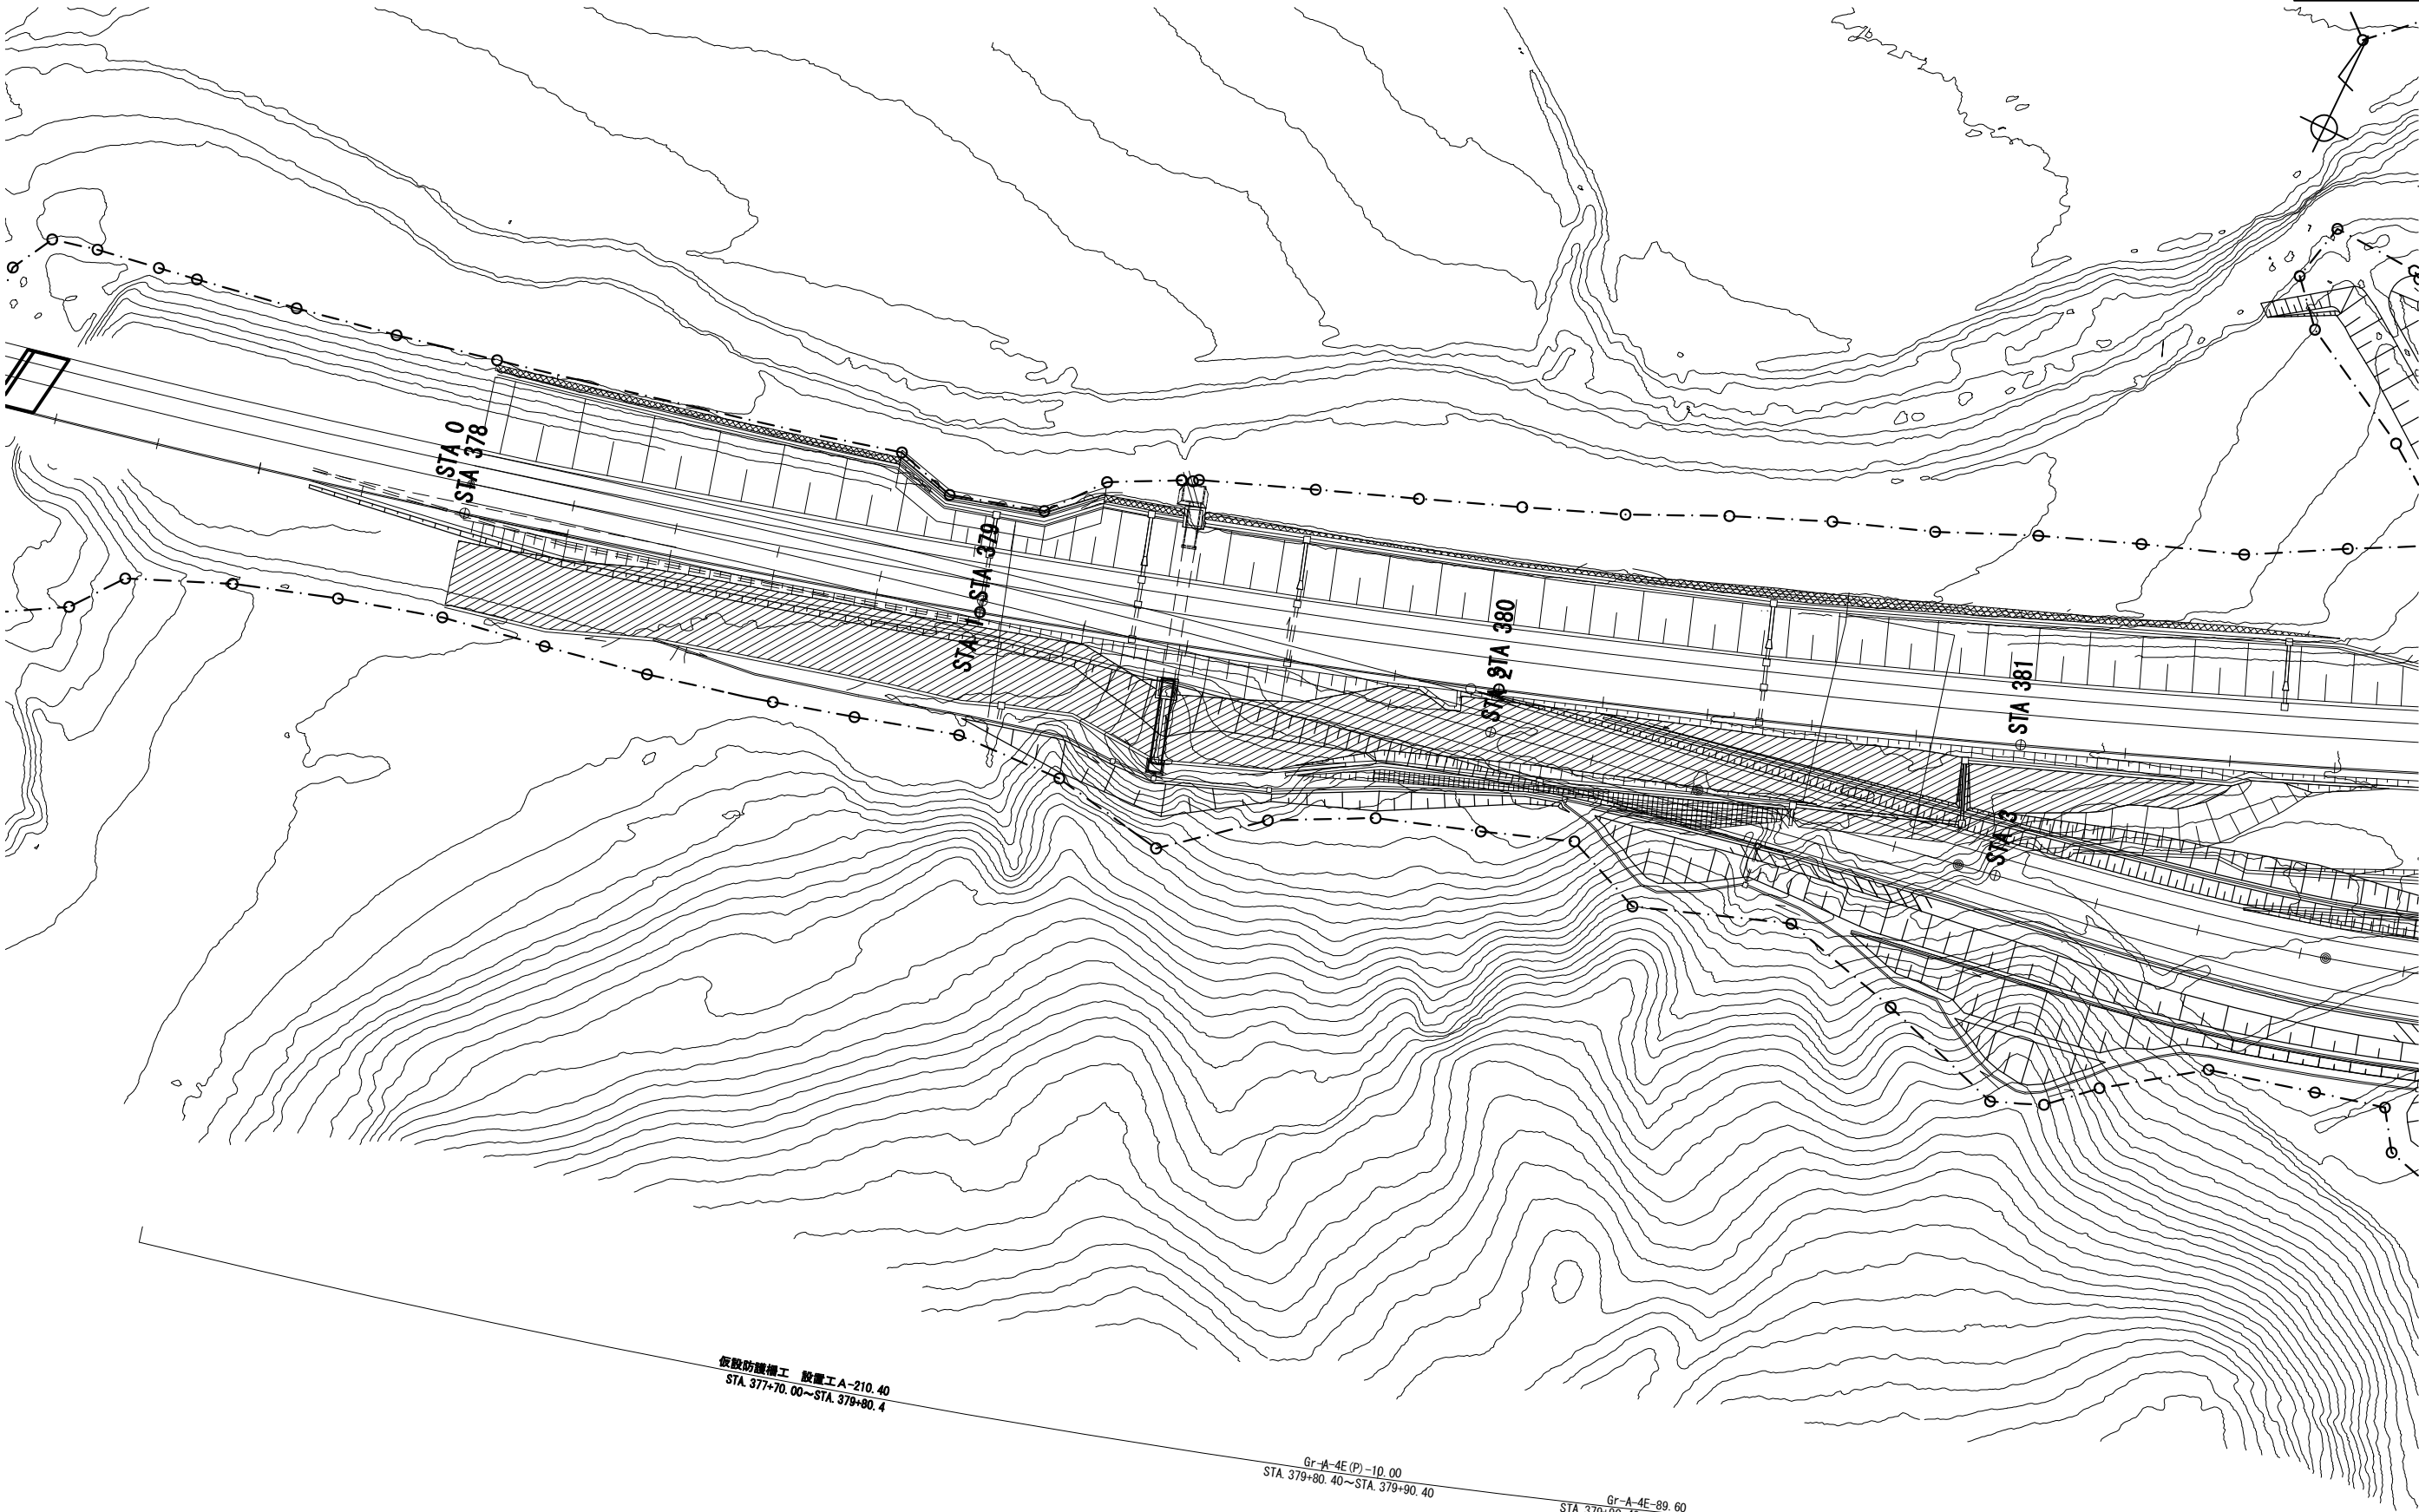 STA 0
STA 378
STA 1
STA 379
STA 380
STA 2
STA 381
STA 3
仮設防護柵工　設置工A-210.40
STA. 377+70.00～STA. 379+80.4
Gr-A-4E(P)-10.00
STA. 379+80.40～STA. 379+90.40
Gr-A-4E-89.60